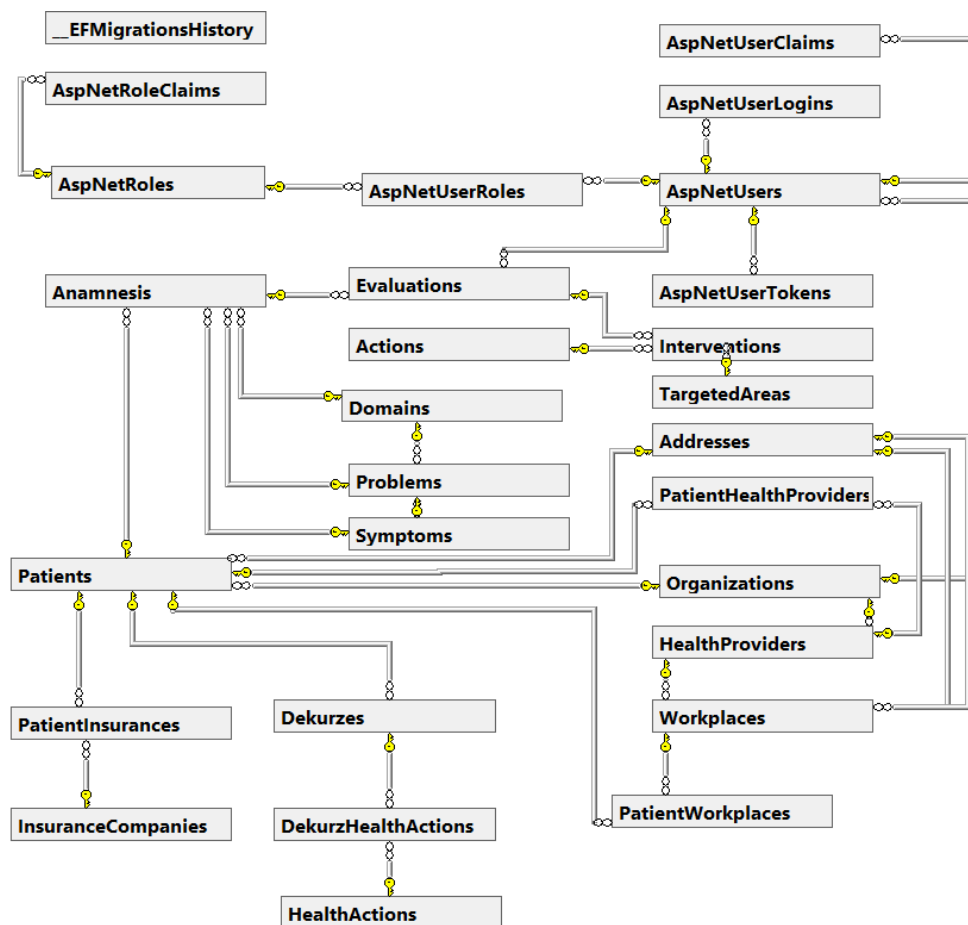 __EFMigrationsHistory
AspNetUserClaims
AspNetRoleClaims
AspNetUserLogins
AspNetRoles
AspNetUserRoles
AspNetUsers
Anamnesis
Evaluations
AspNetUserTokens
Actions
Interventions
TargetedAreas
Domains
Addresses
Problems
PatientHealthProviders
Symptoms
Patients
Organizations
HealthProviders
PatientInsurances
Dekurzes
Workplaces
InsuranceCompanies
DekurzHealthActions
PatientWorkplaces
HealthActions